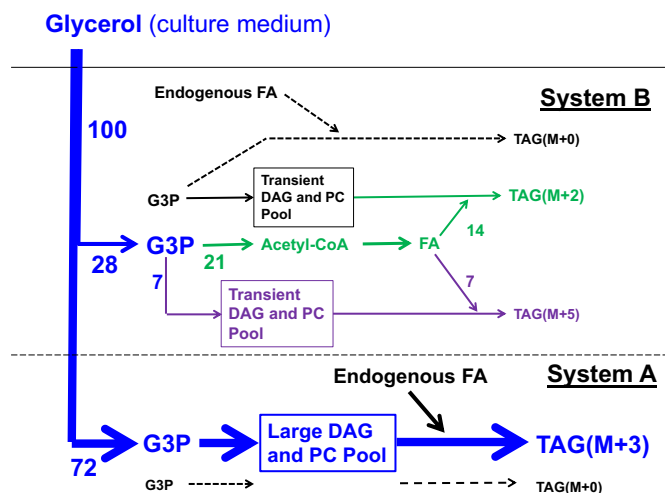 Glycerol (culture medium)
Endogenous FA
System B
100
TAG(M+0)
Transient
DAG and PC
Pool
G3P
TAG(M+2)
G3P
Acetyl-CoA
FA
14
28
21
7
7
Transient
DAG and PC
Pool
TAG(M+5)
System A
Endogenous FA
G3P
Large DAG
and PC Pool
TAG(M+3)
72
G3P
TAG(M+0)